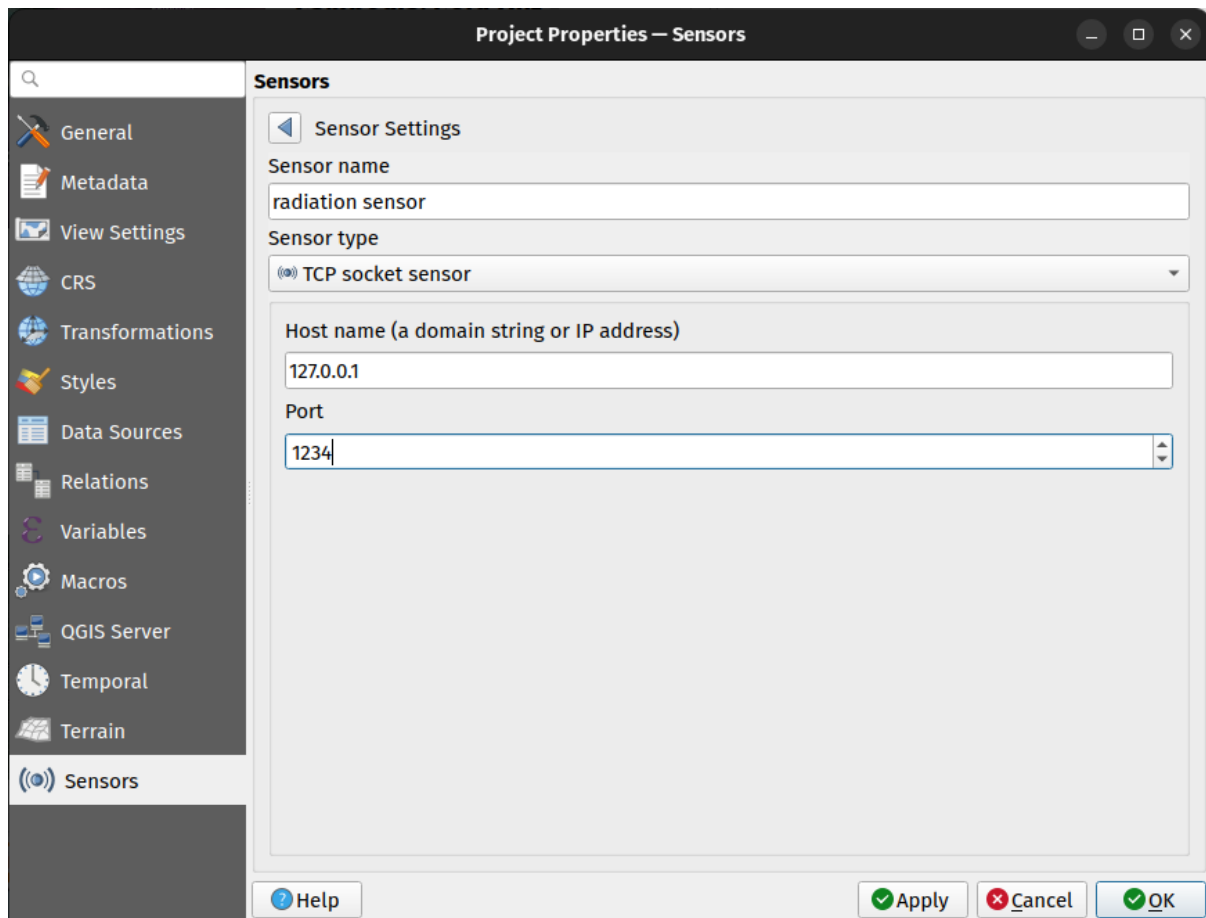 Project Properties — Sensors
Sensors
General
Metadata
View Settings
CRS
Transformations
Styles
Data Sources
Relations
Variables
Macros
QGIS Server
Temporal
Terrain
Sensors
Sensor Settings
Sensor name
radiation sensor
Sensor type
TCP socket sensor
Host name (a domain string or IP address)
127.0.0.1
Port
1234
Help
Apply
Cancel
OK